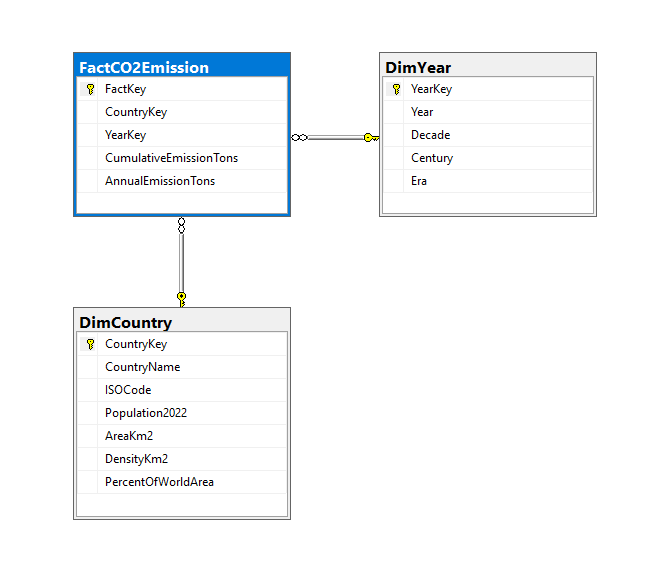 FactCO2Emission
FactKey
CountryKey
YearKey
CumulativeEmissionTons
AnnualEmissionTons
DimYear
YearKey
Year
Decade
Century
Era
DimCountry
CountryKey
CountryName
ISOCode
Population2022
AreaKm2
DensityKm2
PercentOfWorldArea